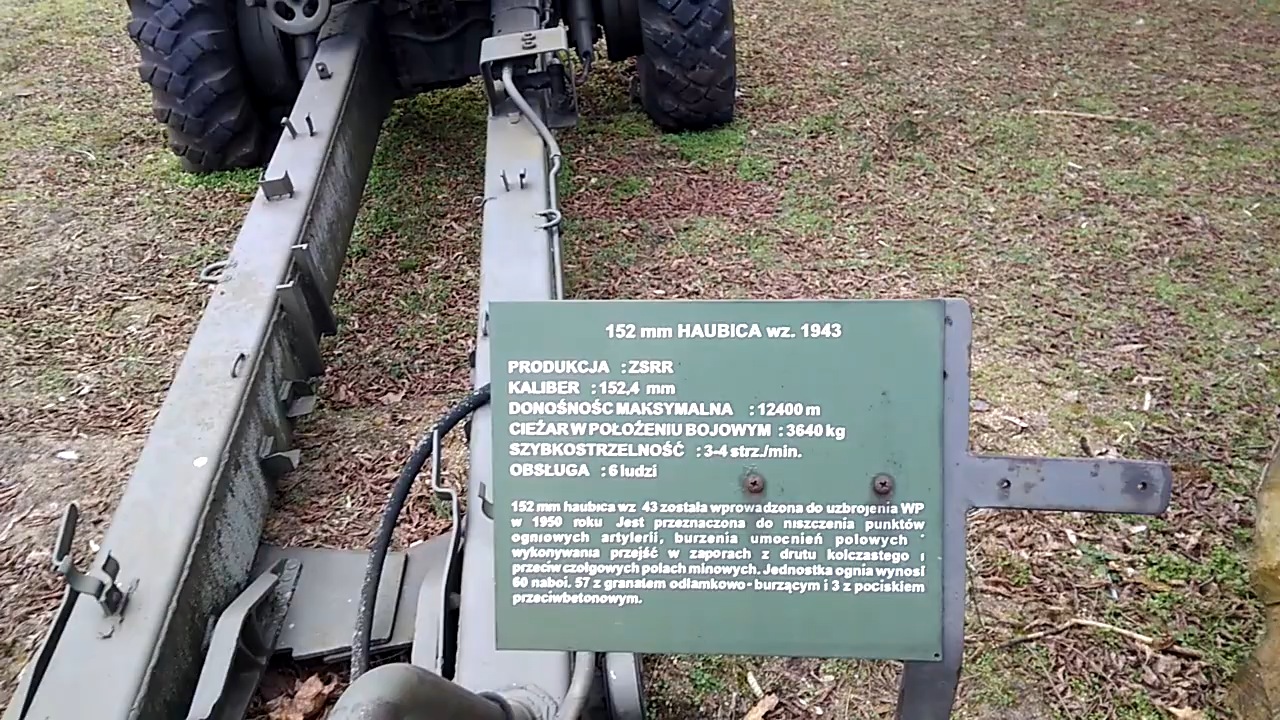 152 mm HAUBICA wz. 1943
PRODUKCJA : ZSRR
KALIBER : 152,4 mm
DONOŚNOŚC MAKSYMALNA : 12400 m
CIEŻAR W POŁOŻENIU BOJOWYM : 3640 kg
SZYBKOSTRZELNOŚĆ : 3-4 strz./min.
OBSŁUGA : 6 ludzi
152 mm haubica wz 43 została wprowadzona do uzbrojenia WP
w 1950 roku Jest przeznaczona do niszczenia punktów
ogniowych artylerii, burzenia umocnień polowych
wykonywania przejść w zaporach z drutu kolczastego i
przeciwczołgowych polach minowych. Jednostka ognia wynosi
60 naboi. 57 z granatem odłamkowo - burzącym i 3 z pociskiem
przeciwbetonowym.